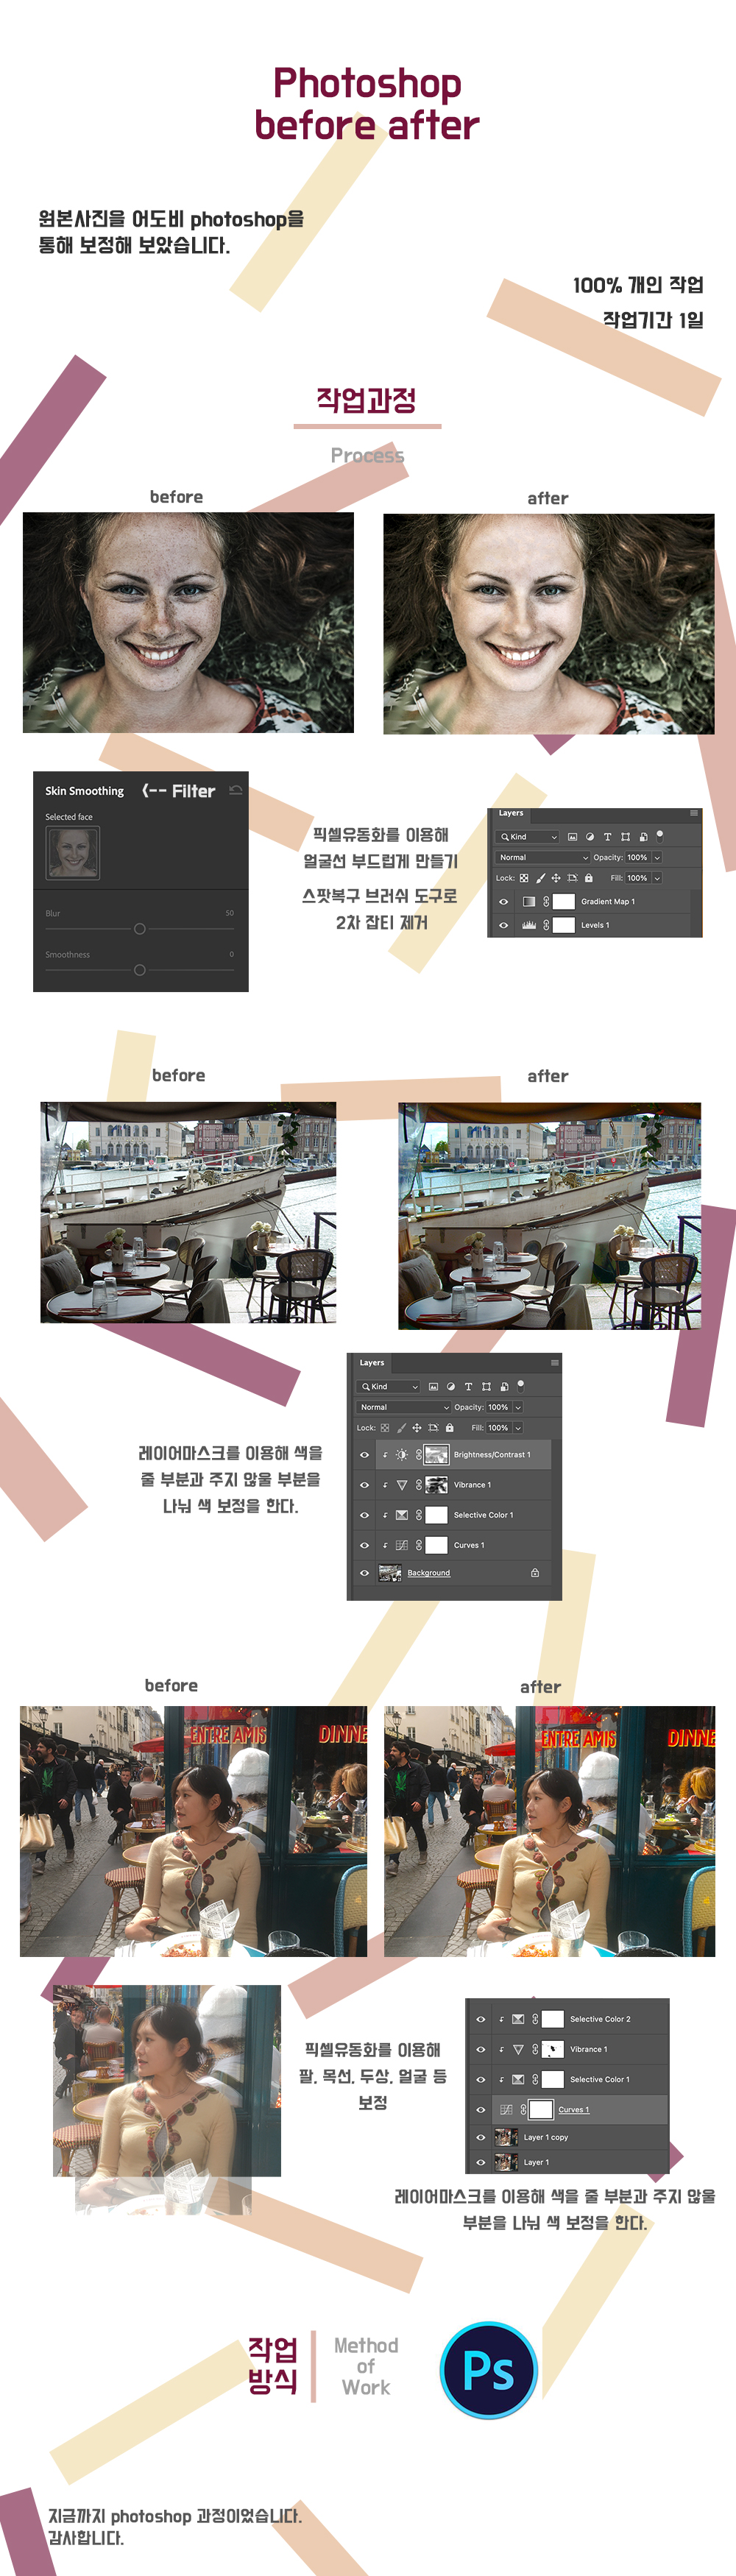 Photoshop
before after
원본사진을 어도비 photoshop을
통해 보정해 보았습니다.
100% 개인 작업
작업기간 1일
작업과정
Process
before
after
Skin Smoothing
<-- Filter
Selected face
Blur
50
Smoothness
0
픽셀유동화를 이용해
얼굴선 부드럽게 만들기
스팟복구 브러쉬 도구로
2차 잡티 제거
Layers
Kind
Normal
Opacity: 100%
Lock:
Fill: 100%
Gradient Map 1
Levels 1
before
after
레이어마스크를 이용해 색을
줄 부분과 주지 않을 부분을
나눠 색 보정을 한다.
Layers
Kind
Normal
Opacity: 100%
Lock:
Fill: 100%
Brightness/Contrast 1
Vibrance 1
Selective Color 1
Curves 1
Background
before
after
ENTRE AMIS
DINNE
ENTRE AMIS
DINNE
픽셀유동화를 이용해
팔, 목선, 두상, 얼굴 등
보정
Selective Color 2
Vibrance 1
Selective Color 1
Curves 1
Layer 1 copy
Layer 1
레이어마스크를 이용해 색을 줄 부분과 주지 않을
부분을 나눠 색 보정을 한다.
작업
방식
Method
of
Work
Ps
지금까지 photoshop 과정이었습니다.
감사합니다.